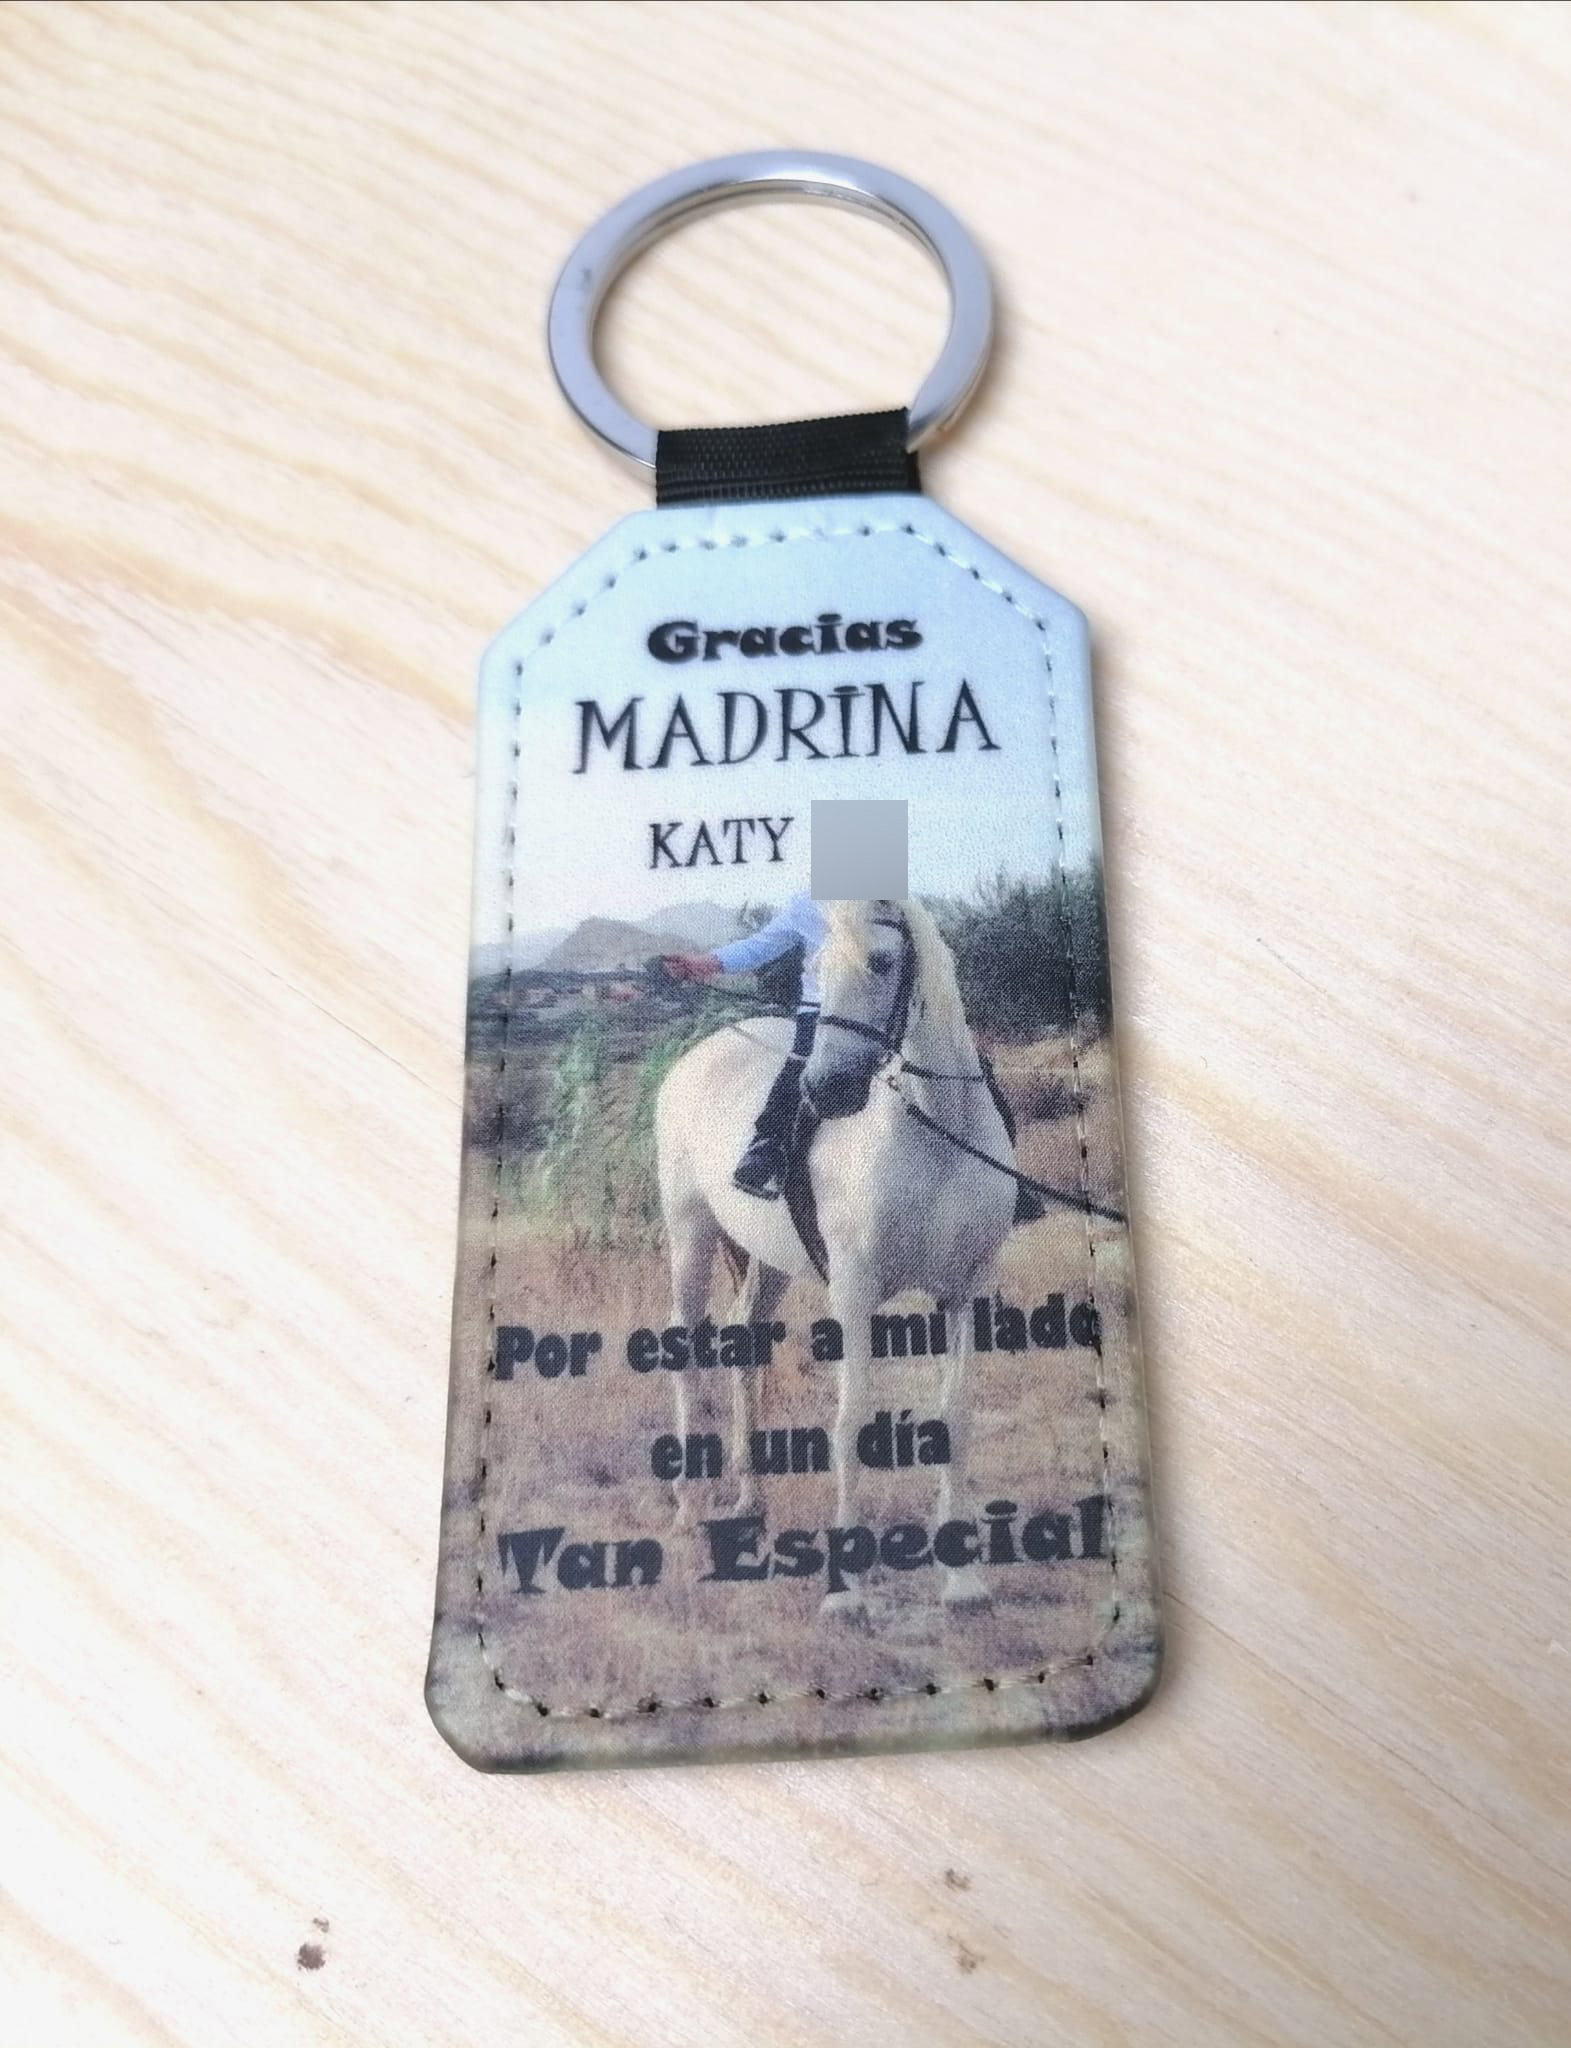 Gracias
MADRINA
KATY
Por estar a mi lado
en un día
Tan Especial